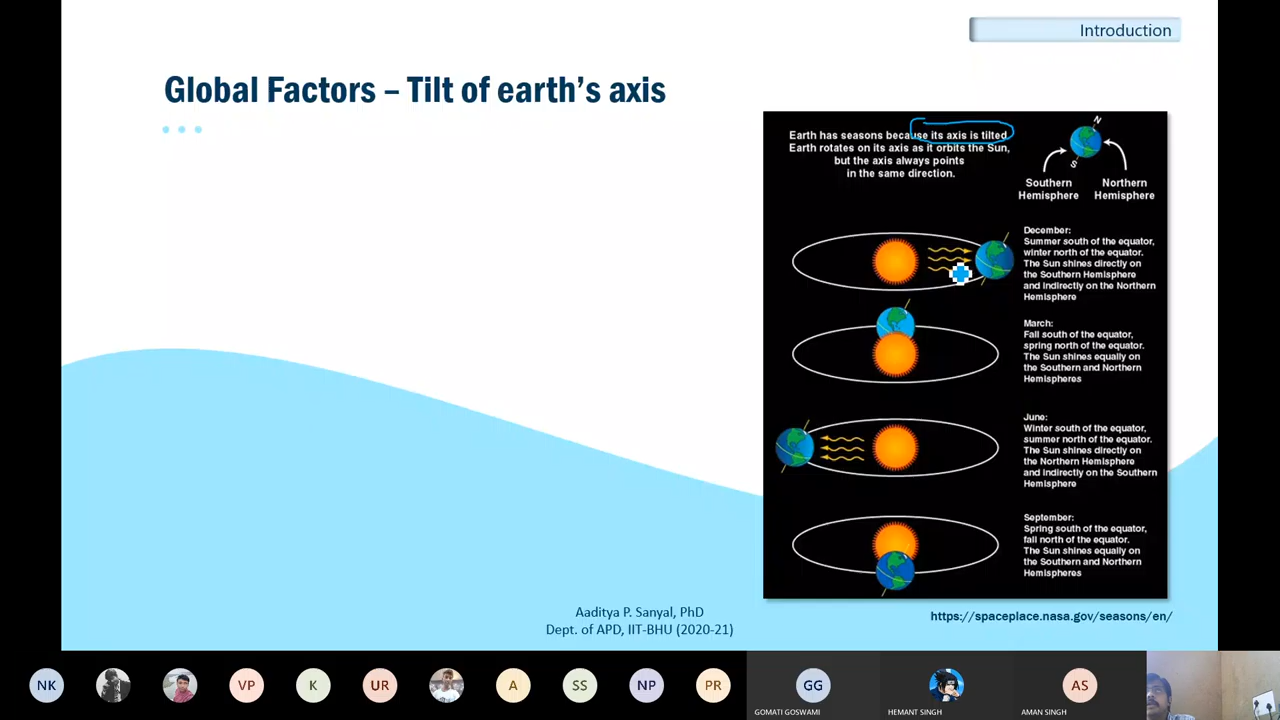 Introduction
Global Factors – Tilt of earth's axis
Earth has seasons because its axis is tilted
Earth rotates on its axis as it orbits the Sun,
but the axis always points
in the same direction.
N
S
Southern
Hemisphere
Northern
Hemisphere
December:
Summer south of the equator,
winter north of the equator.
The Sun shines directly on
the Southern Hemisphere
and indirectly on the Northern
Hemisphere
March:
Fall south of the equator,
spring north of the equator.
The Sun shines equally on
the Southern and Northern
Hemispheres
June:
Winter south of the equator,
summer north of the equator.
The Sun shines directly on
the Northern Hemisphere
and indirectly on the Southern
Hemisphere
September:
Spring south of the equator,
fall north of the equator.
The Sun shines equally on
the Southern and Northern
Hemispheres
Aaditya P. Sanyal, PhD
Dept. of APD, IIT-BHU (2020-21)
https://spaceplace.nasa.gov/seasons/en/
NK
VP
K
UR
A
SS
NP
PR
GG
AS
GOMATI GOSWAMI
HEMANT SINGH
AMAN SINGH